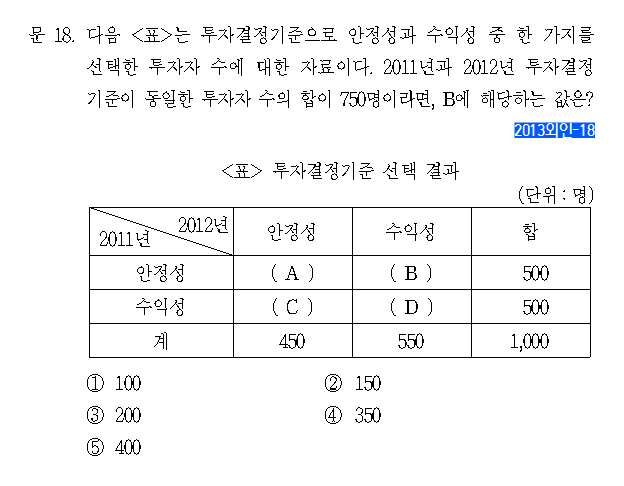 문 18. 다음 <표>는 투자결정기준으로 안정성과 수익성 중 한 가지를
선택한 투자자 수에 대한 자료이다. 2011년과 2012년 투자결정
기준이 동일한 투자자 수의 합이 750명이라면, B에 해당하는 값은?
2013외인-18
<표> 투자결정기준 선택 결과
(단위 : 명)
2011년 2012년 안정성 수익성 합
안정성 ( A ) ( B ) 500
수익성 ( C ) ( D ) 500
계 450 550 1,000
① 100 ② 150
③ 200 ④ 350
⑤ 400